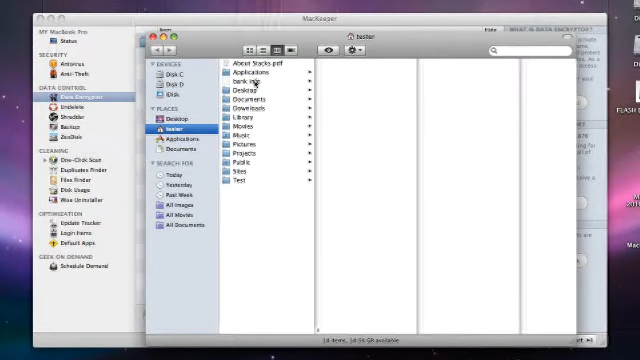 MacKeeper
tester
WHAT IS DATA ENCRYPTOR?
MY MACBOOK PRO
Status
SECURITY
Antivirus
Anti-Theft
DATA CONTROL
Data Encryptor
Undelete
Shredder
Backup
ZenDisk
CLEANING
One-Click Scan
Duplicates Finder
Files Finder
Disk Usage
Wise Uninstaller
OPTIMIZATION
Update Tracker
Login Items
Default Apps
GEEK ON DEMAND
Schedule Demand
DEVICES
Disk C
Disk D
iDisk
PLACES
Desktop
tester
Applications
Documents
SEARCH FOR
Today
Yesterday
Past Week
All Images
All Movies
All Documents
About Stacks.pdf
Applications
bank info
Desktop
Documents
Downloads
Library
Movies
Music
Pictures
Projects
Public
Sites
Test
Hide
FLASH